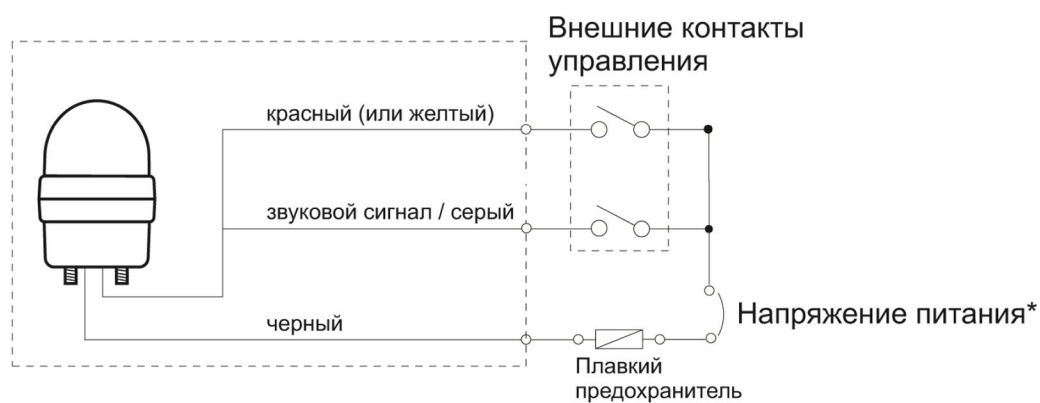 Внешние контакты
управления
красный (или желтый)
звуковой сигнал / серый
черный
Напряжение питания*
Плавкий
предохранитель